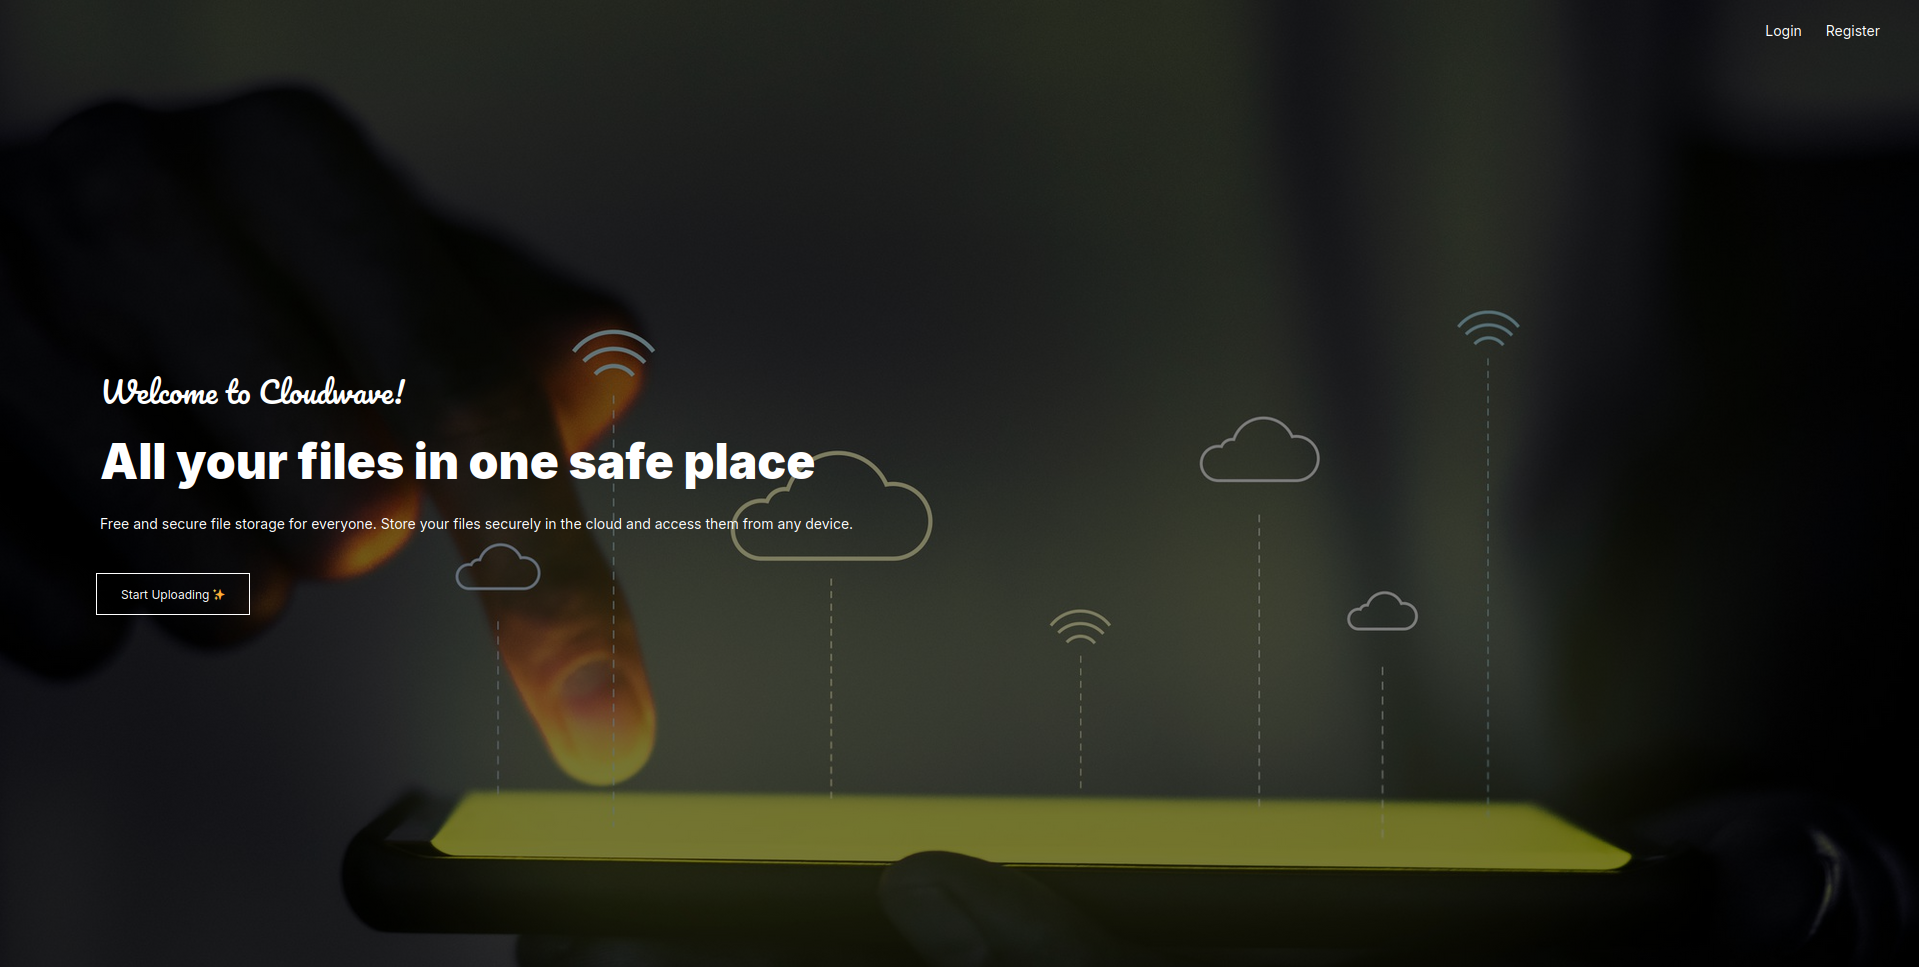 Login Register
Welcome to Cloudwave!
All your files in one safe place
Free and secure file storage for everyone. Store your files securely in the cloud and access them from any device.
Start Uploading ✨